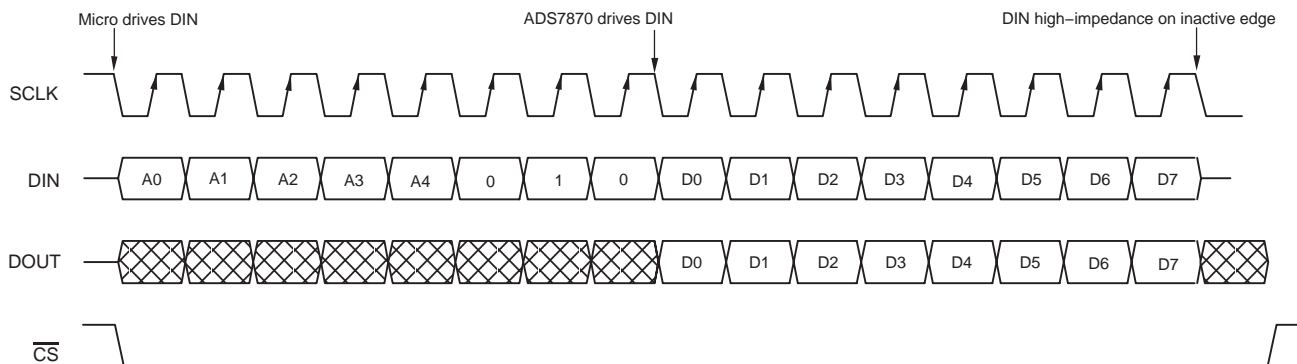 Micro drives DIN ADS7870 drives DIN DIN high−impedance on inactive edge
SCLK
DIN A0 A1 A2 A3 A4 0 1 0 D0 D1 D2 D3 D4 D5 D6 D7
DOUT D0 D1 D2 D3 D4 D5 D6 D7
CS